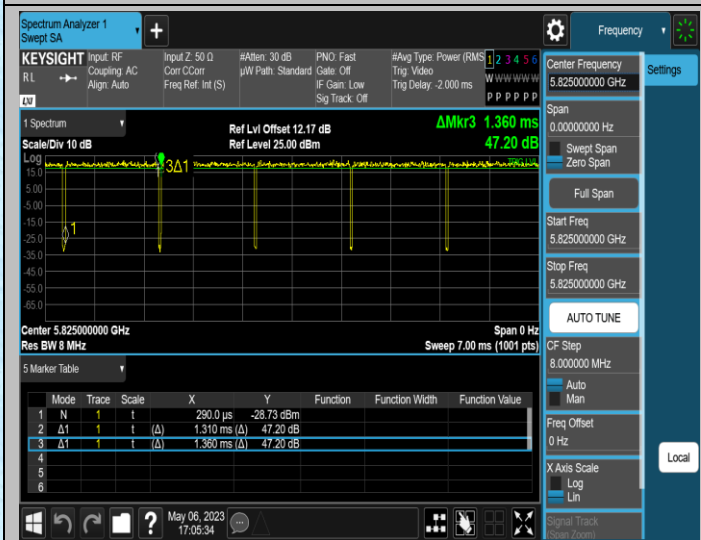 Spectrum Analyzer 1
Swept SA
Frequency
KEYSIGHT
R L
LXI
Input: RF
Coupling: AC
Align: Auto
Input Z: 50 Ω
Corr CCorr
Freq Ref: Int (S)
#Atten: 30 dB
µW Path: Standard
PNO: Fast
Gate: Off
IF Gain: Low
Sig Track: Off
#Avg Type: Power (RMS
Trig: Video
Trig Delay: -2.000 ms
1 2 3 4 5 6
W W W W W W
P P P P P P
1 Spectrum
Scale/Div 10 dB
Ref Lvl Offset 12.17 dB
Ref Level 25.00 dBm
ΔMkr3 1.360 ms
47.20 dB
Log
15.0
5.00
-5.00
-15.0
-25.0
-35.0
-45.0
-55.0
-65.0
3Δ1
1
TRIG LVL
Center 5.825000000 GHz
Res BW 8 MHz
Span 0 Hz
Sweep 7.00 ms (1001 pts)
5 Marker Table
Mode Trace Scale X Y Function Function Width Function Value
1 N 1 t 290.0 µs -28.73 dBm
2 Δ1 1 t (Δ) 1.310 ms (Δ) 47.20 dB
3 Δ1 1 t (Δ) 1.360 ms (Δ) 47.20 dB
4
5
6
May 06, 2023
17:05:34
Center Frequency
5.825000000 GHz
Span
0.00000000 Hz
Swept Span
Zero Span
Full Span
Start Freq
5.825000000 GHz
Stop Freq
5.825000000 GHz
AUTO TUNE
CF Step
8.000000 MHz
Auto
Man
Freq Offset
0 Hz
X Axis Scale
Log
Lin
Signal Track
(Span Zoom)
Settings
Local